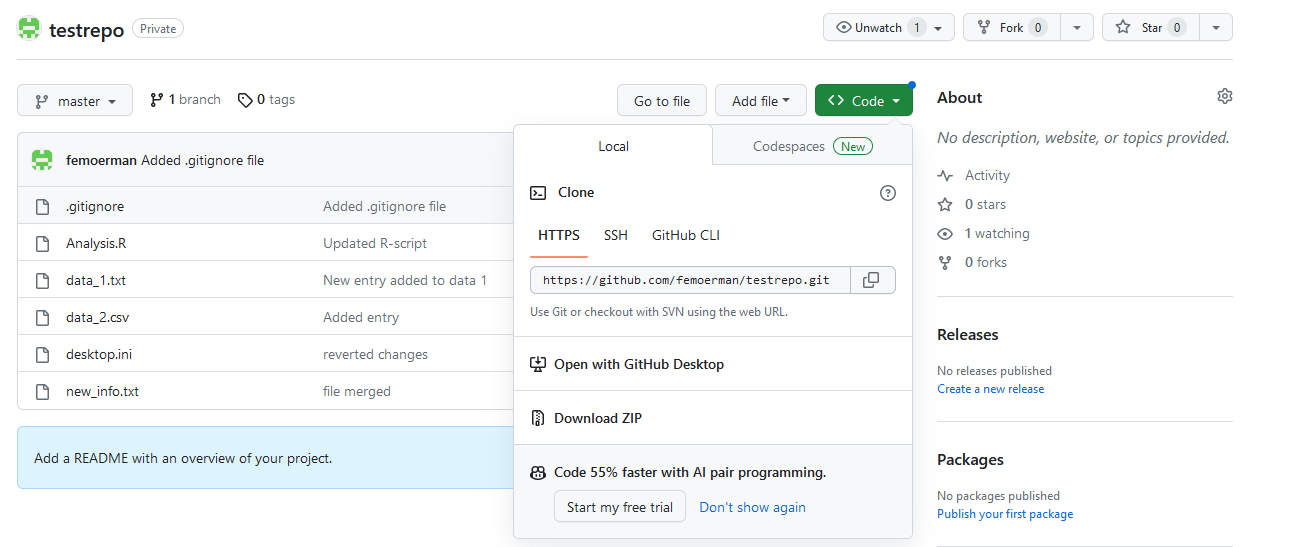 testrepo Private
Unwatch 1
Fork 0
Star 0
master
1 branch
0 tags
Go to file
Add file
Code
femoerman Added .gitignore file
.gitignore Added .gitignore file
Analysis.R Updated R-script
data_1.txt New entry added to data 1
data_2.csv Added entry
desktop.ini reverted changes
new_info.txt file merged
Add a README with an overview of your project.
Local
Codespaces New
Clone
HTTPS SSH GitHub CLI
https://github.com/femoerman/testrepo.git
Use Git or checkout with SVN using the web URL.
Open with GitHub Desktop
Download ZIP
Code 55% faster with AI pair programming.
Start my free trial Don't show again
About
No description, website, or topics provided.
Activity
0 stars
1 watching
0 forks
Releases
No releases published
Create a new release
Packages
No packages published
Publish your first package